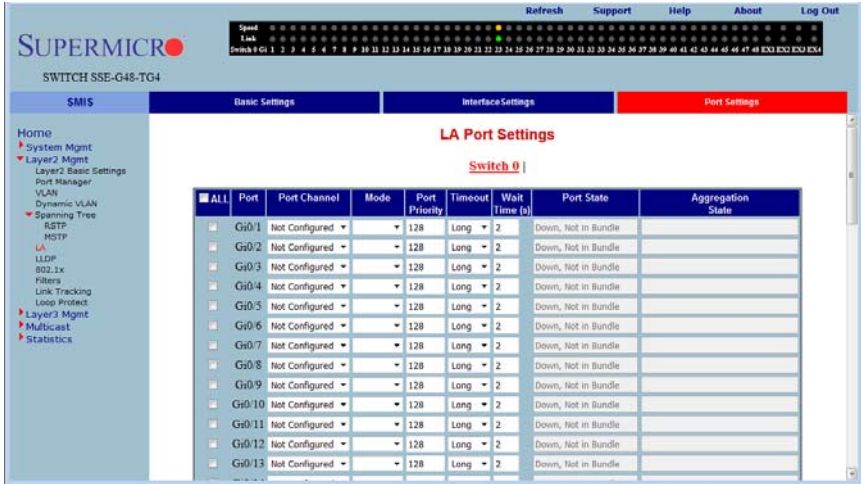 Refresh Support Help About Log Out
Speed
Link
Switch 0 Gi 1 2 3 4 5 6 7 8 9 10 11 12 13 14 15 16 17 18 19 20 21 22 23 24 25 26 27 28 29 30 31 32 33 34 35 36 37 38 39 40 41 42 43 44 45 46 47 48 EX1 EX2 EX3 EX4
SUPERMICRO
SWITCH SSE-G48-TG4
SMIS Basic Settings InterfaceSettings Port Settings
Home
System Mgmt
Layer2 Mgmt
Layer2 Basic Settings
Port Manager
VLAN
Dynamic VLAN
Spanning Tree
RSTP
MSTP
LA
LLDP
802.1x
Filters
Link Tracking
Loop Protect
Layer3 Mgmt
Multicast
Statistics
LA Port Settings
Switch 0 |
ALL Port Port Channel Mode Port Priority Timeout Wait Time (s) Port State Aggregation State
Gi0/1 Not Configured 128 Long 2 Down, Not in Bundle
Gi0/2 Not Configured 128 Long 2 Down, Not in Bundle
Gi0/3 Not Configured 128 Long 2 Down, Not in Bundle
Gi0/4 Not Configured 128 Long 2 Down, Not in Bundle
Gi0/5 Not Configured 128 Long 2 Down, Not in Bundle
Gi0/6 Not Configured 128 Long 2 Down, Not in Bundle
Gi0/7 Not Configured 128 Long 2 Down, Not in Bundle
Gi0/8 Not Configured 128 Long 2 Down, Not in Bundle
Gi0/9 Not Configured 128 Long 2 Down, Not in Bundle
Gi0/10 Not Configured 128 Long 2 Down, Not in Bundle
Gi0/11 Not Configured 128 Long 2 Down, Not in Bundle
Gi0/12 Not Configured 128 Long 2 Down, Not in Bundle
Gi0/13 Not Configured 128 Long 2 Down, Not in Bundle